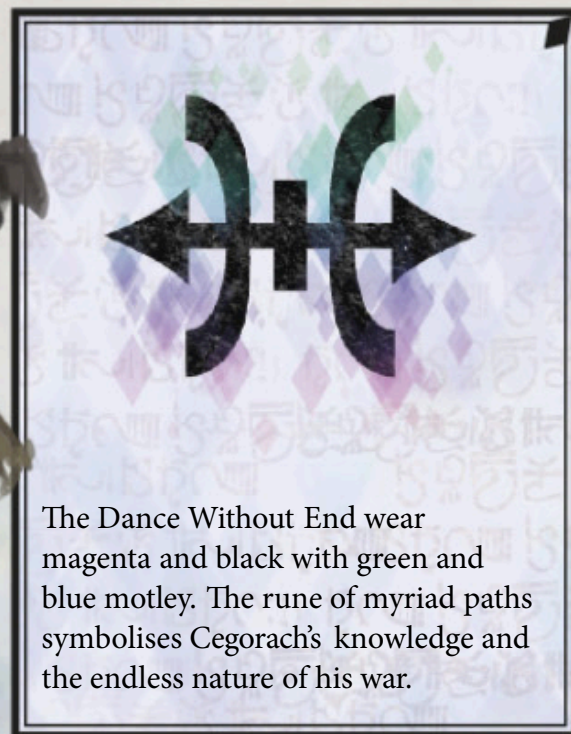 The Dance Without End wear
magenta and black with green and
blue motley. The rune of myriad paths
symbolises Cegorach’s knowledge and
the endless nature of his war.